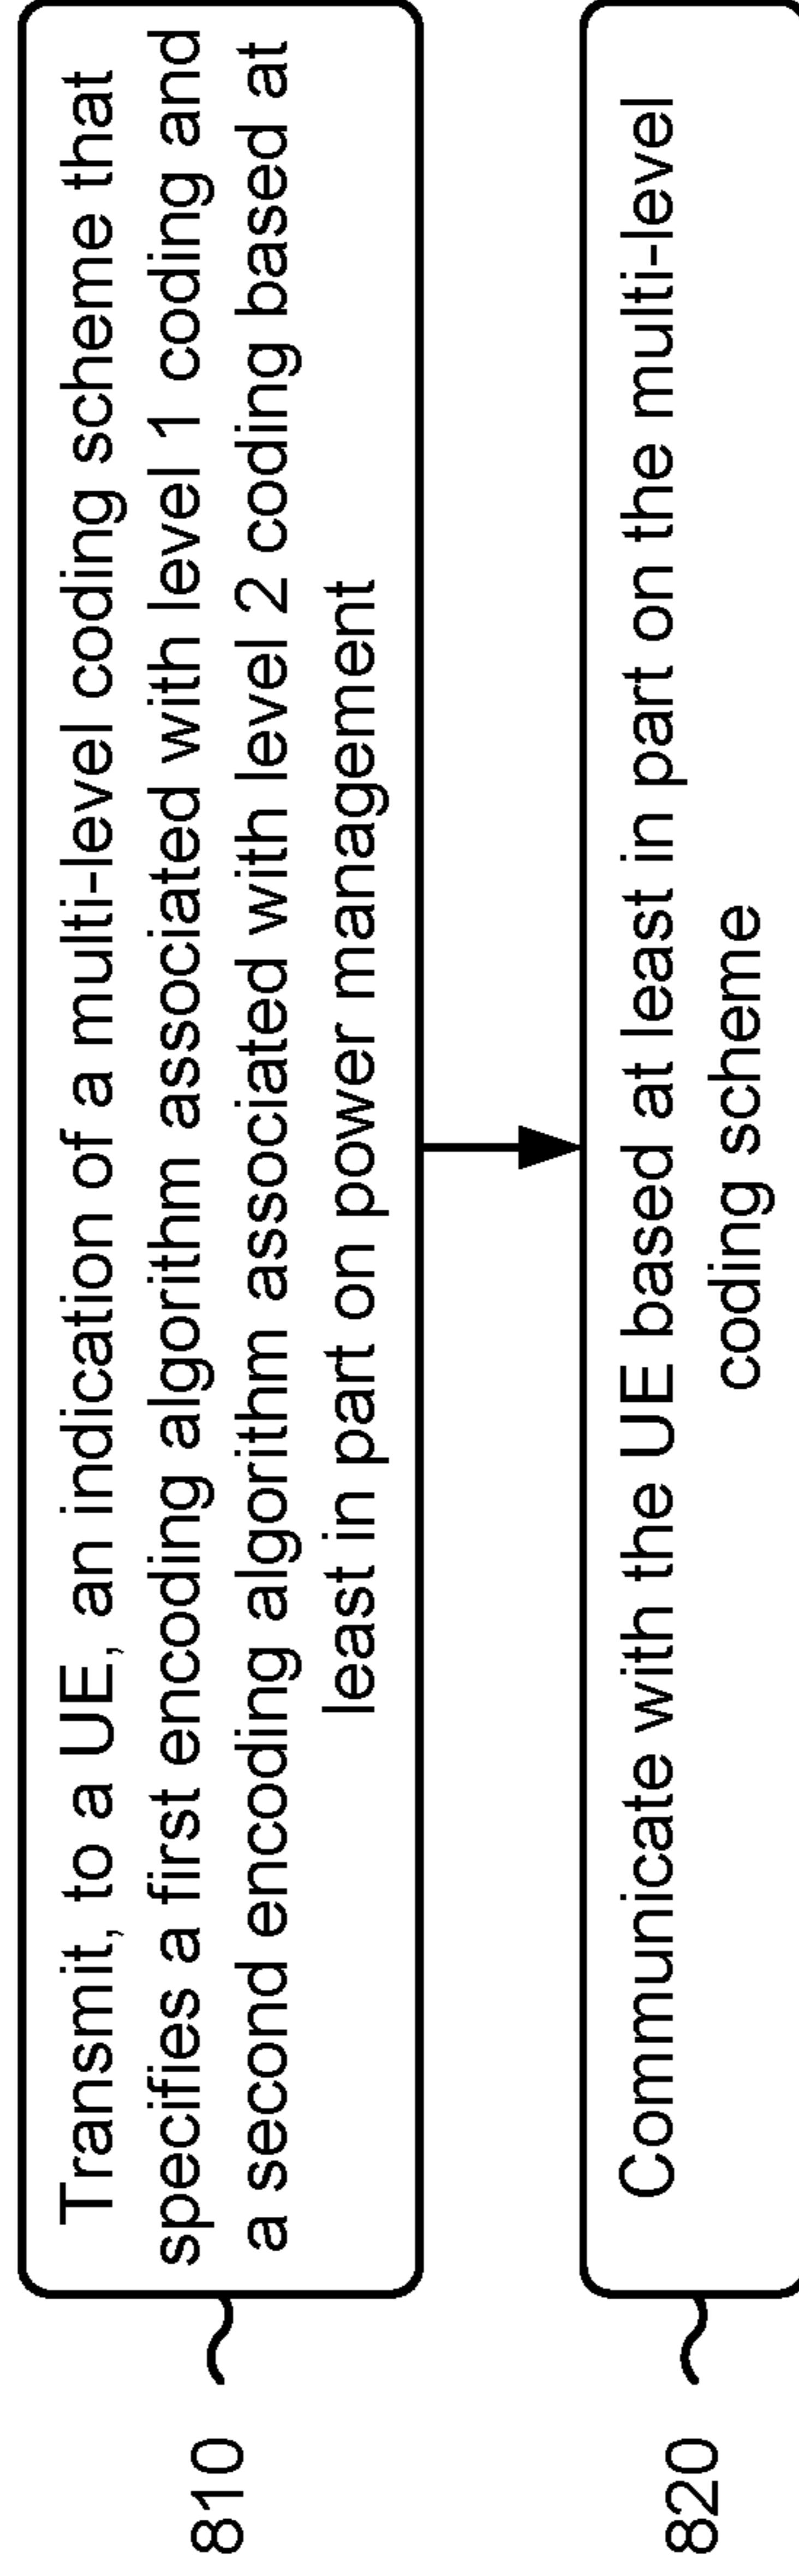 810
Transmit, to a UE, an indication of a multi-level coding scheme that
specifies a first encoding algorithm associated with level 1 coding and
a second encoding algorithm associated with level 2 coding based at
least in part on power management
820
Communicate with the UE based at least in part on the multi-level
coding scheme